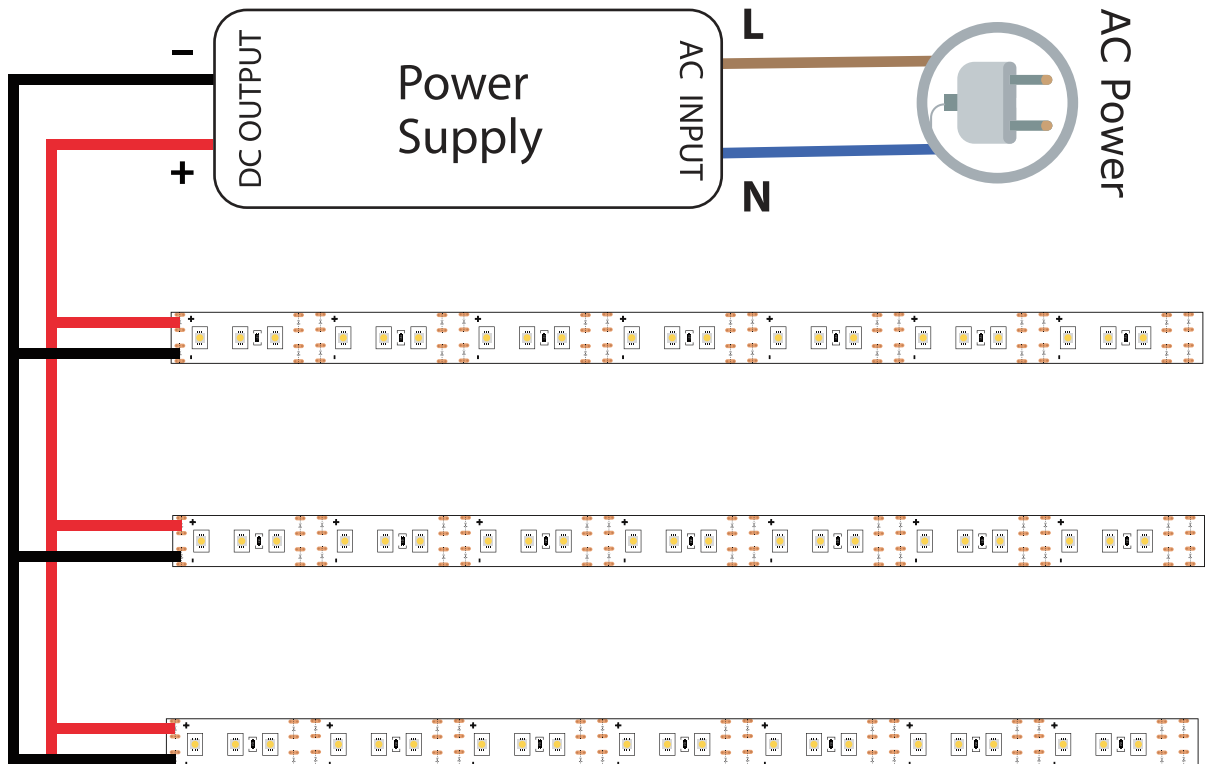 −
+
DC OUTPUT
Power
Supply
AC INPUT
L
N
AC Power
+ + + + + + +
- - - - - - -
+ + + + + + +
- - - - - - -
+ + + + + + +
- - - - - - -